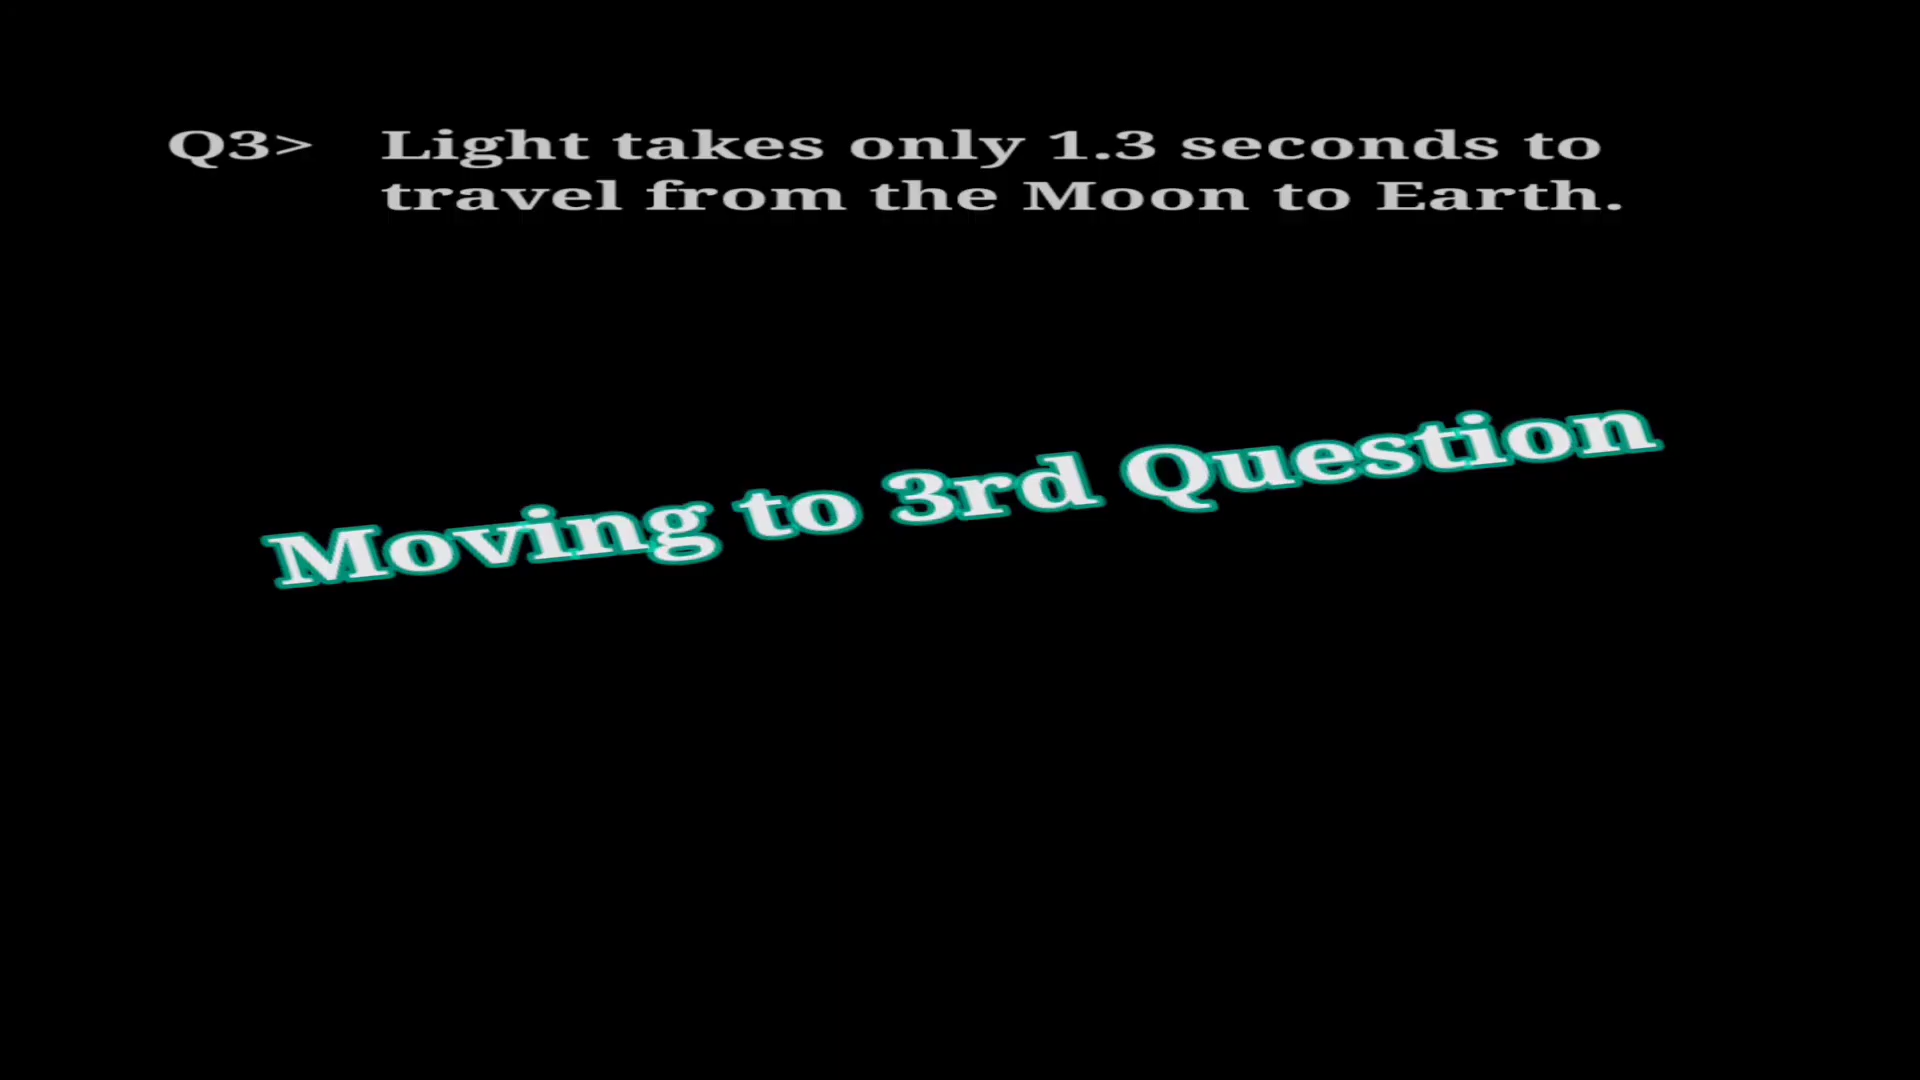 Q3> Light takes only 1.3 seconds to
travel from the Moon to Earth.
Moving to 3rd Question